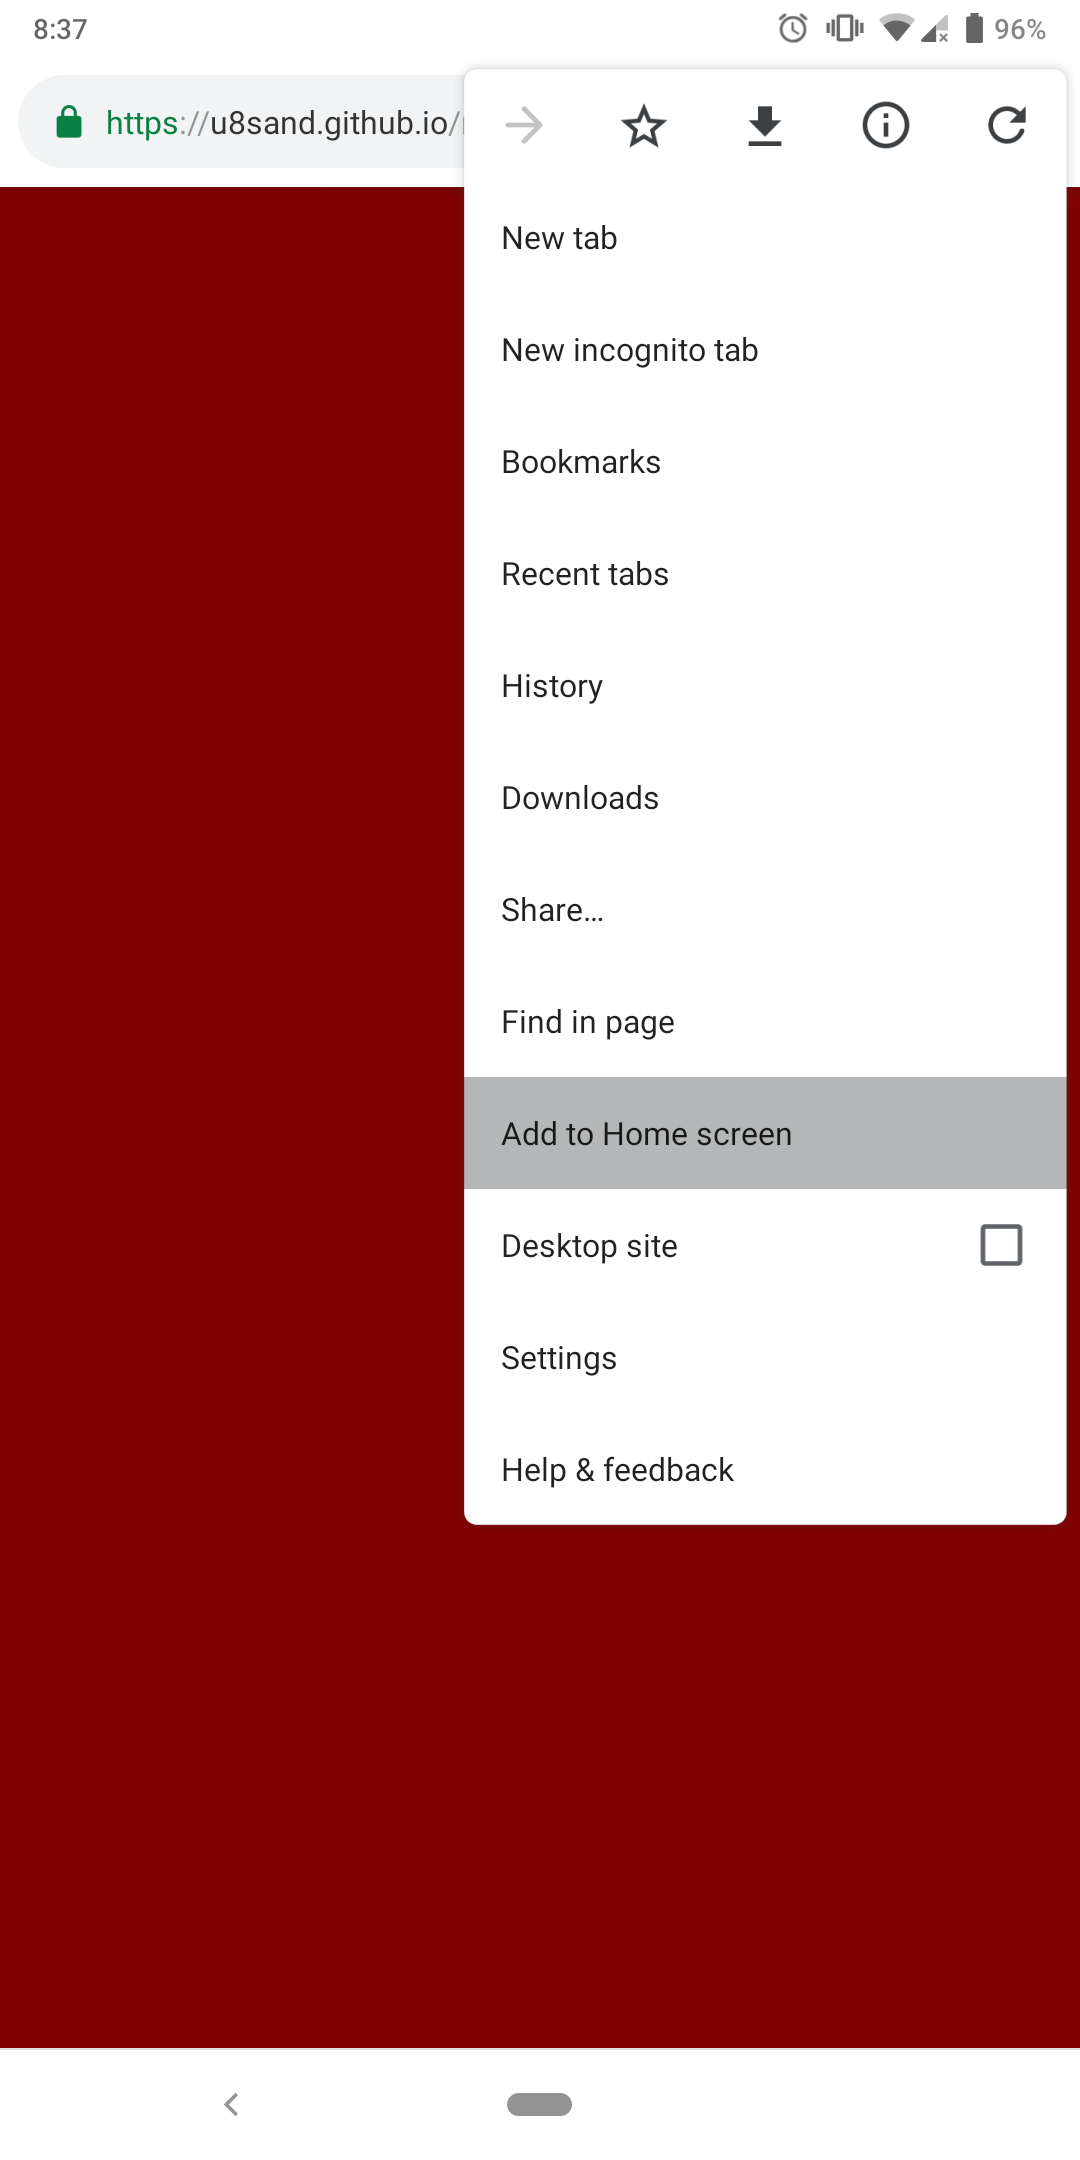 8:37
96%
https://u8sand.github.io/
New tab
New incognito tab
Bookmarks
Recent tabs
History
Downloads
Share…
Find in page
Add to Home screen
Desktop site
Settings
Help & feedback